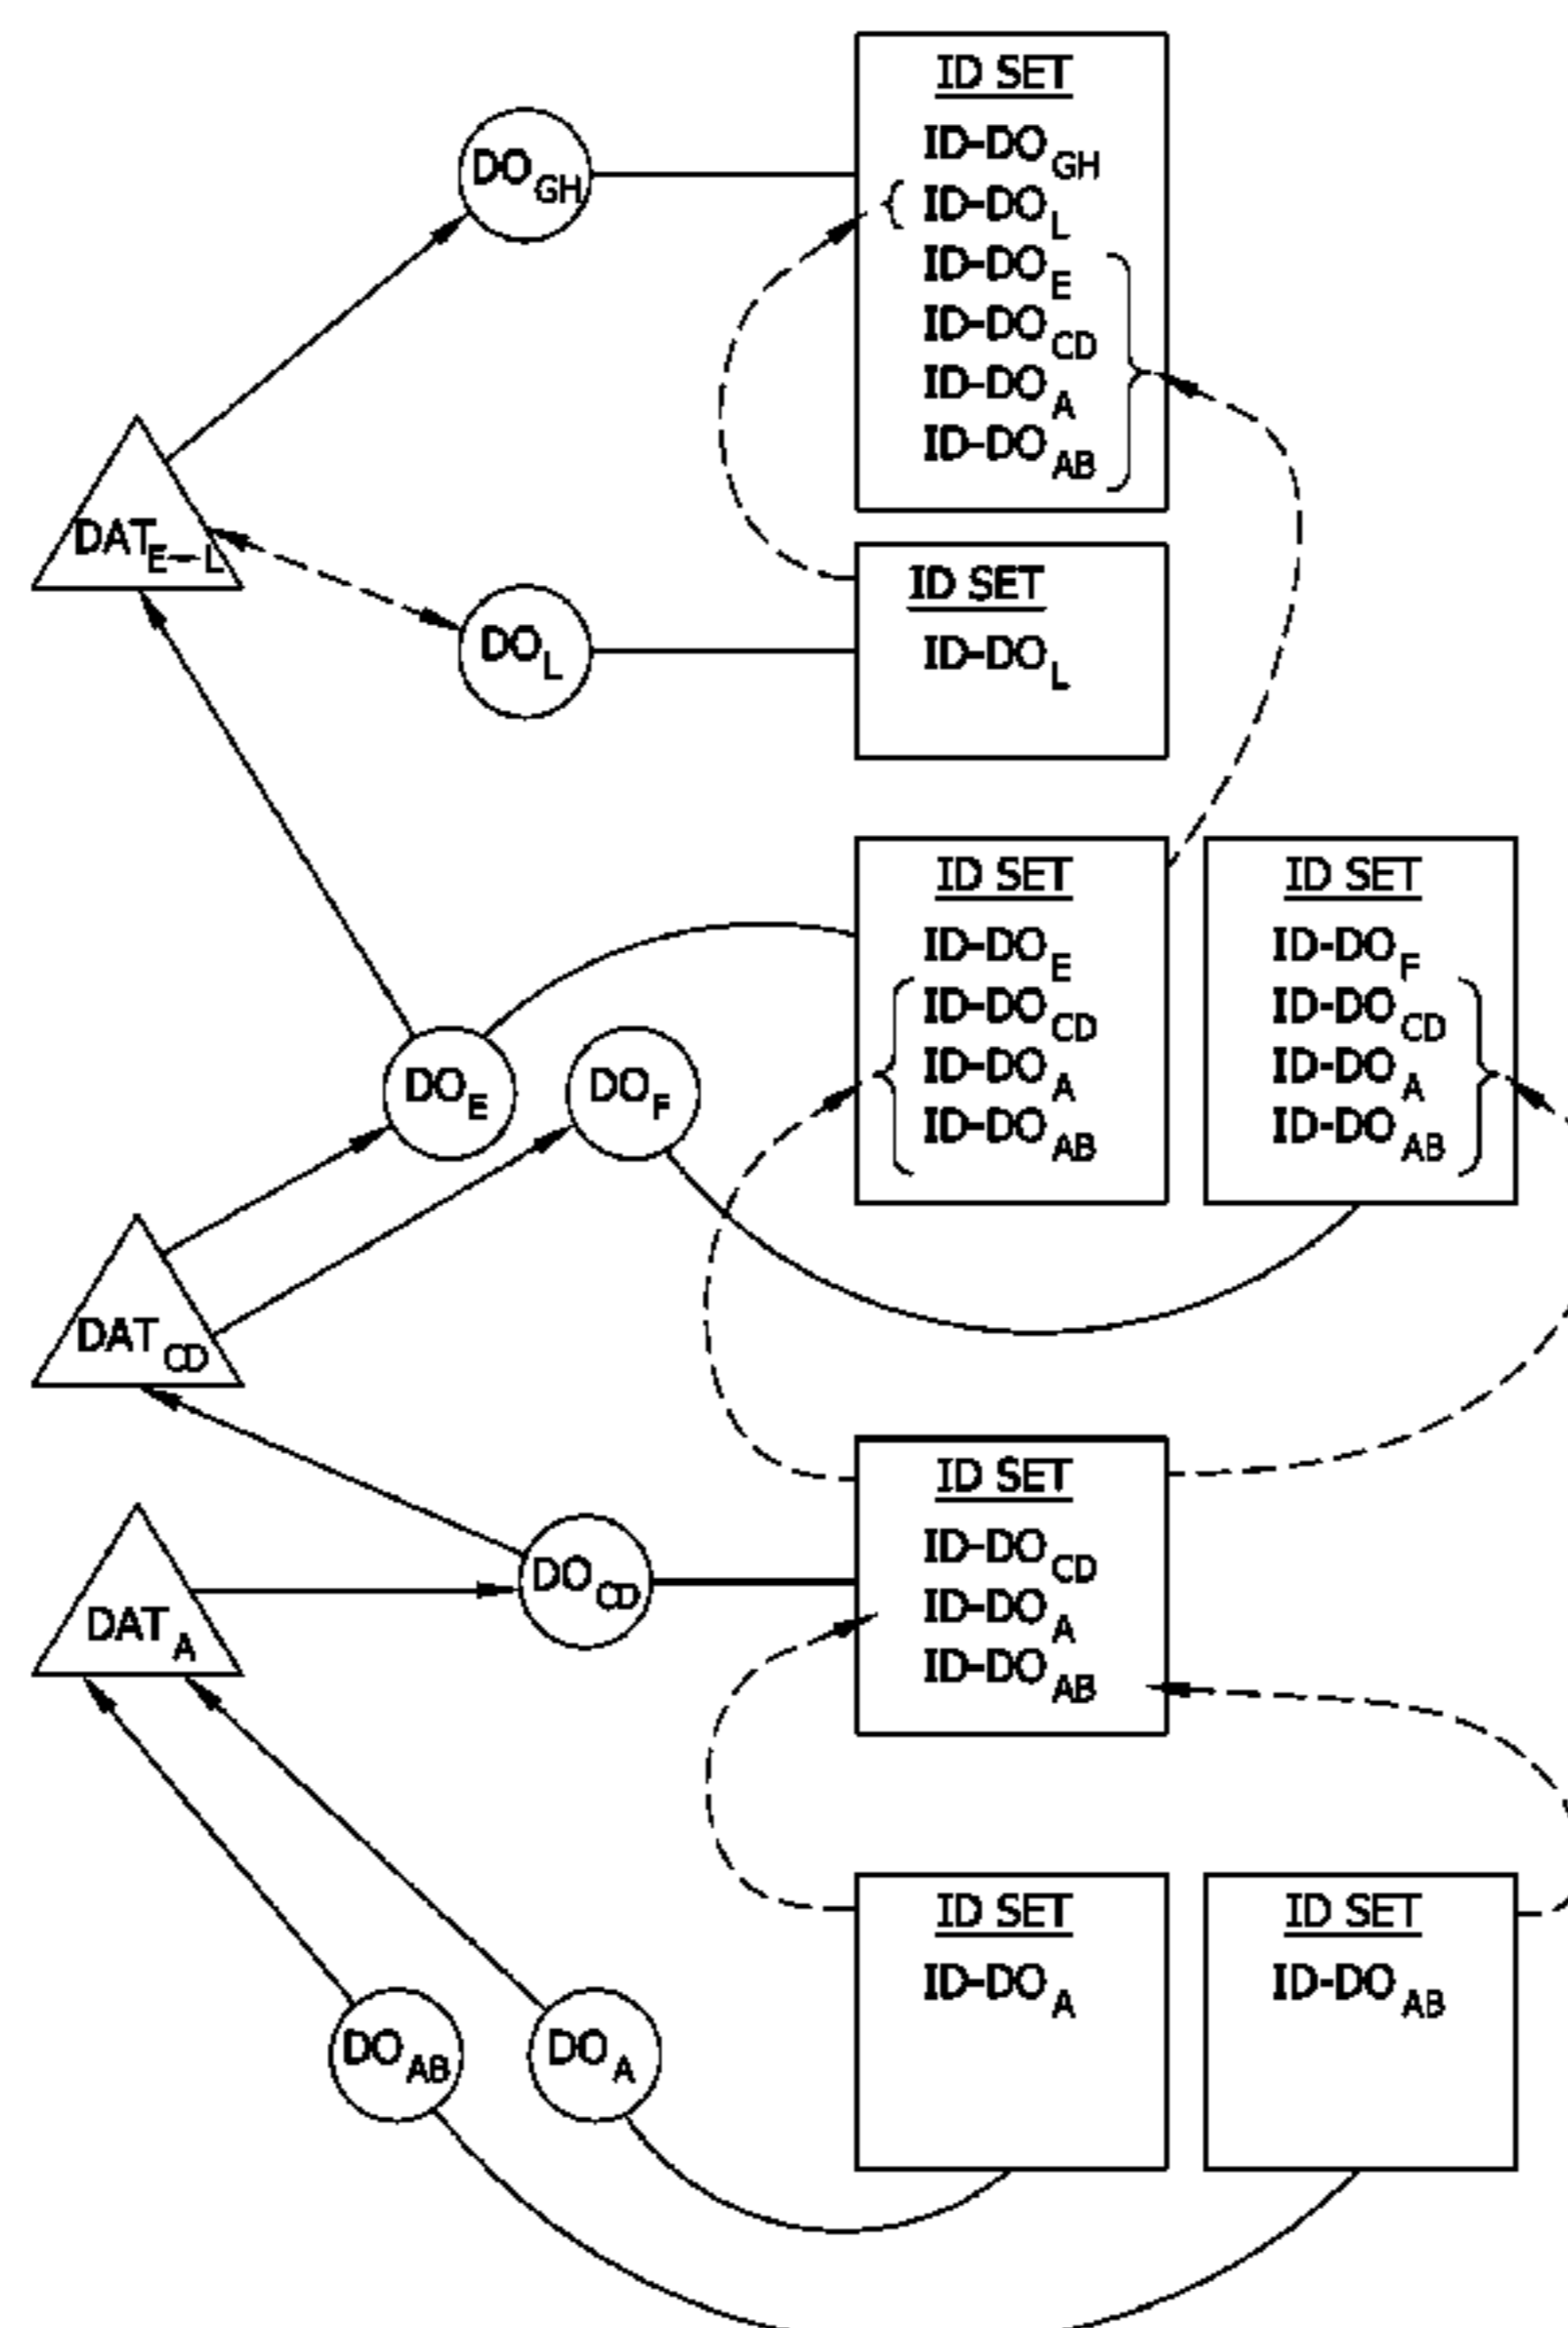 ID SET
ID-DO GH
ID-DO L
ID-DO E
ID-DO CD
ID-DO A
ID-DO AB
DO GH
DAT E-L
DO L
ID SET
ID-DO L
ID SET
ID-DO E
ID-DO CD
ID-DO A
ID-DO AB
ID SET
ID-DO F
ID-DO CD
ID-DO A
ID-DO AB
DO E
DO F
DAT CD
ID SET
ID-DO CD
ID-DO A
ID-DO AB
DO CD
DAT A
ID SET
ID-DO A
ID SET
ID-DO AB
DO AB
DO A